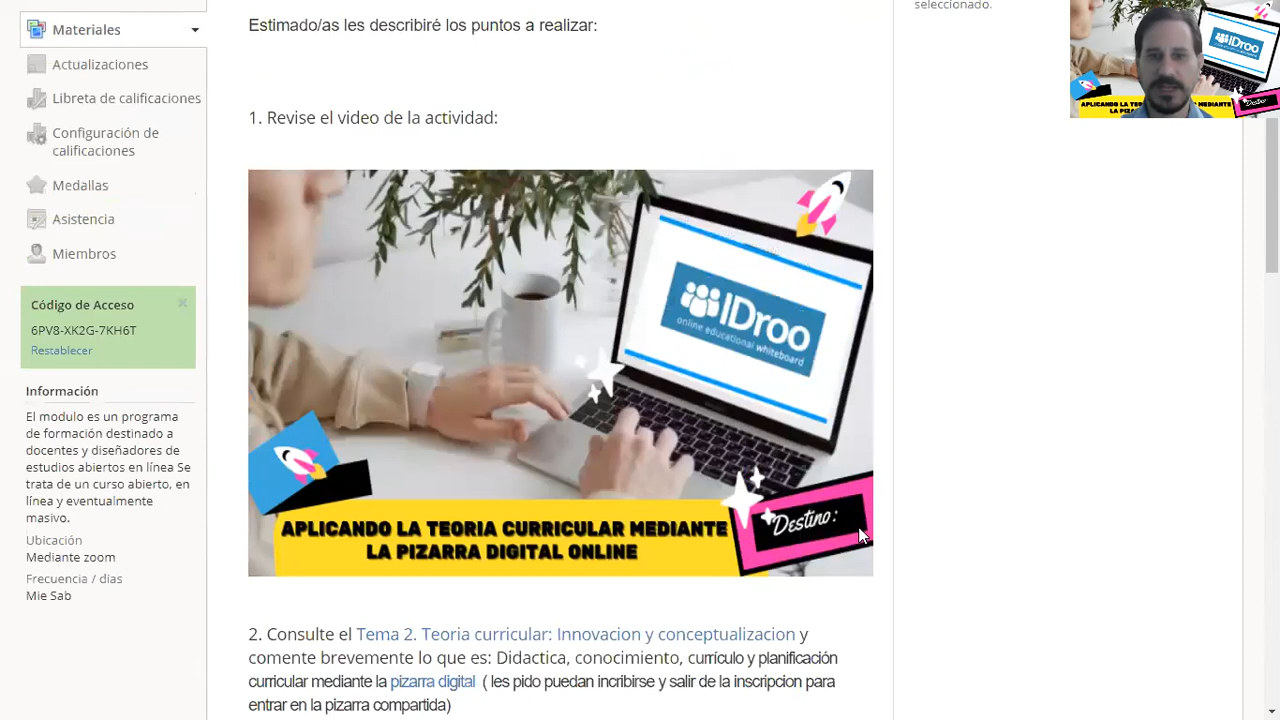 Materiales
Actualizaciones
Libreta de calificaciones
Configuración de
calificaciones
Medallas
Asistencia
Miembros
Código de Acceso
6PV8-XK2G-7KH6T
Restablecer
Información
El modulo es un programa
de formación destinado a
docentes y diseñadores de
estudios abiertos en línea Se
trata de un curso abierto, en
línea y eventualmente
masivo.
Ubicación
Mediante zoom
Frecuencia / dias
Mie Sab
Estimado/as les describiré los puntos a realizar:
1. Revise el video de la actividad:
IDroo
online educational whiteboard
APLICANDO LA TEORIA CURRICULAR MEDIANTE
LA PIZARRA DIGITAL ONLINE
Destino:
2. Consulte el Tema 2. Teoria curricular: Innovacion y conceptualizacion y
comente brevemente lo que es: Didactica, conocimiento, currículo y planificación
curricular mediante la pizarra digital ( les pido puedan incribirse y salir de la inscripcion para
entrar en la pizarra compartida)
seleccionado.
IDroo